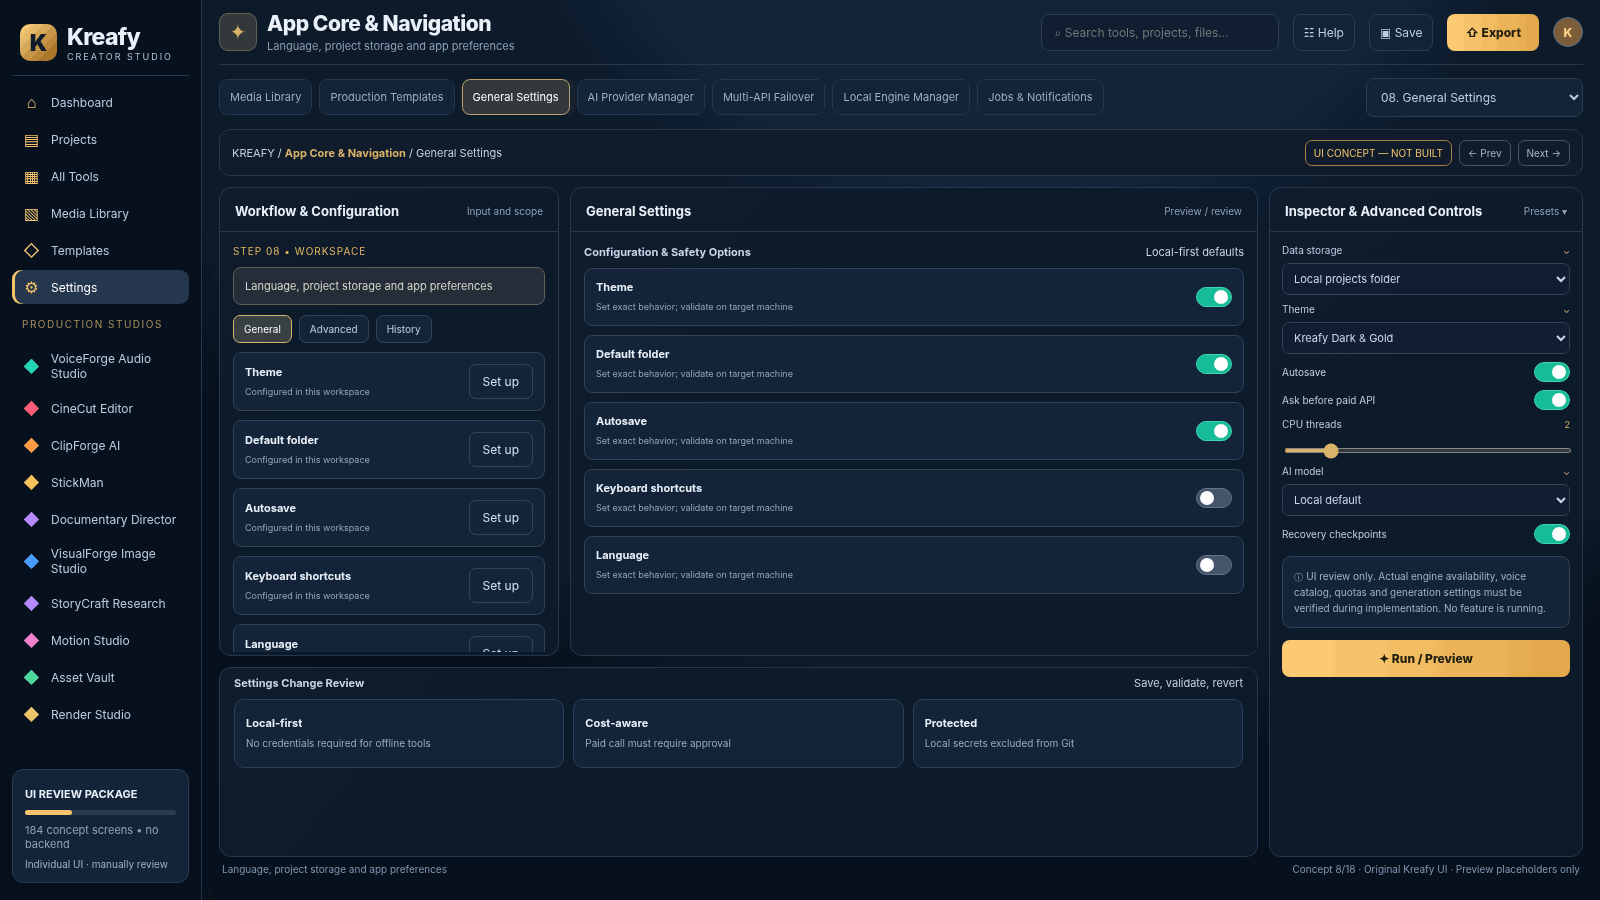 K Kreafy
CREATOR STUDIO
Dashboard
Projects
All Tools
Media Library
Templates
Settings
PRODUCTION STUDIOS
VoiceForge Audio
Studio
CineCut Editor
ClipForge AI
StickMan
Documentary Director
VisualForge Image
Studio
StoryCraft Research
Motion Studio
Asset Vault
Render Studio
UI REVIEW PACKAGE
184 concept screens • no
backend
Individual UI · manually review
App Core & Navigation
Language, project storage and app preferences
Search tools, projects, files...
Help
Save
Export
K
Media Library
Production Templates
General Settings
AI Provider Manager
Multi-API Failover
Local Engine Manager
Jobs & Notifications
08. General Settings
KREAFY / App Core & Navigation / General Settings
UI CONCEPT — NOT BUILT
← Prev
Next →
Workflow & Configuration
Input and scope
STEP 08 • WORKSPACE
Language, project storage and app preferences
General
Advanced
History
Theme
Configured in this workspace
Set up
Default folder
Configured in this workspace
Set up
Autosave
Configured in this workspace
Set up
Keyboard shortcuts
Configured in this workspace
Set up
Language
Set up
General Settings
Preview / review
Configuration & Safety Options
Local-first defaults
Theme
Set exact behavior; validate on target machine
Default folder
Set exact behavior; validate on target machine
Autosave
Set exact behavior; validate on target machine
Keyboard shortcuts
Set exact behavior; validate on target machine
Language
Set exact behavior; validate on target machine
Inspector & Advanced Controls
Presets ▾
Data storage
Local projects folder
Theme
Kreafy Dark & Gold
Autosave
Ask before paid API
CPU threads
2
AI model
Local default
Recovery checkpoints
ⓘ UI review only. Actual engine availability, voice
catalog, quotas and generation settings must be
verified during implementation. No feature is running.
✦ Run / Preview
Settings Change Review
Save, validate, revert
Local-first
No credentials required for offline tools
Cost-aware
Paid call must require approval
Protected
Local secrets excluded from Git
Language, project storage and app preferences
Concept 8/18 · Original Kreafy UI · Preview placeholders only